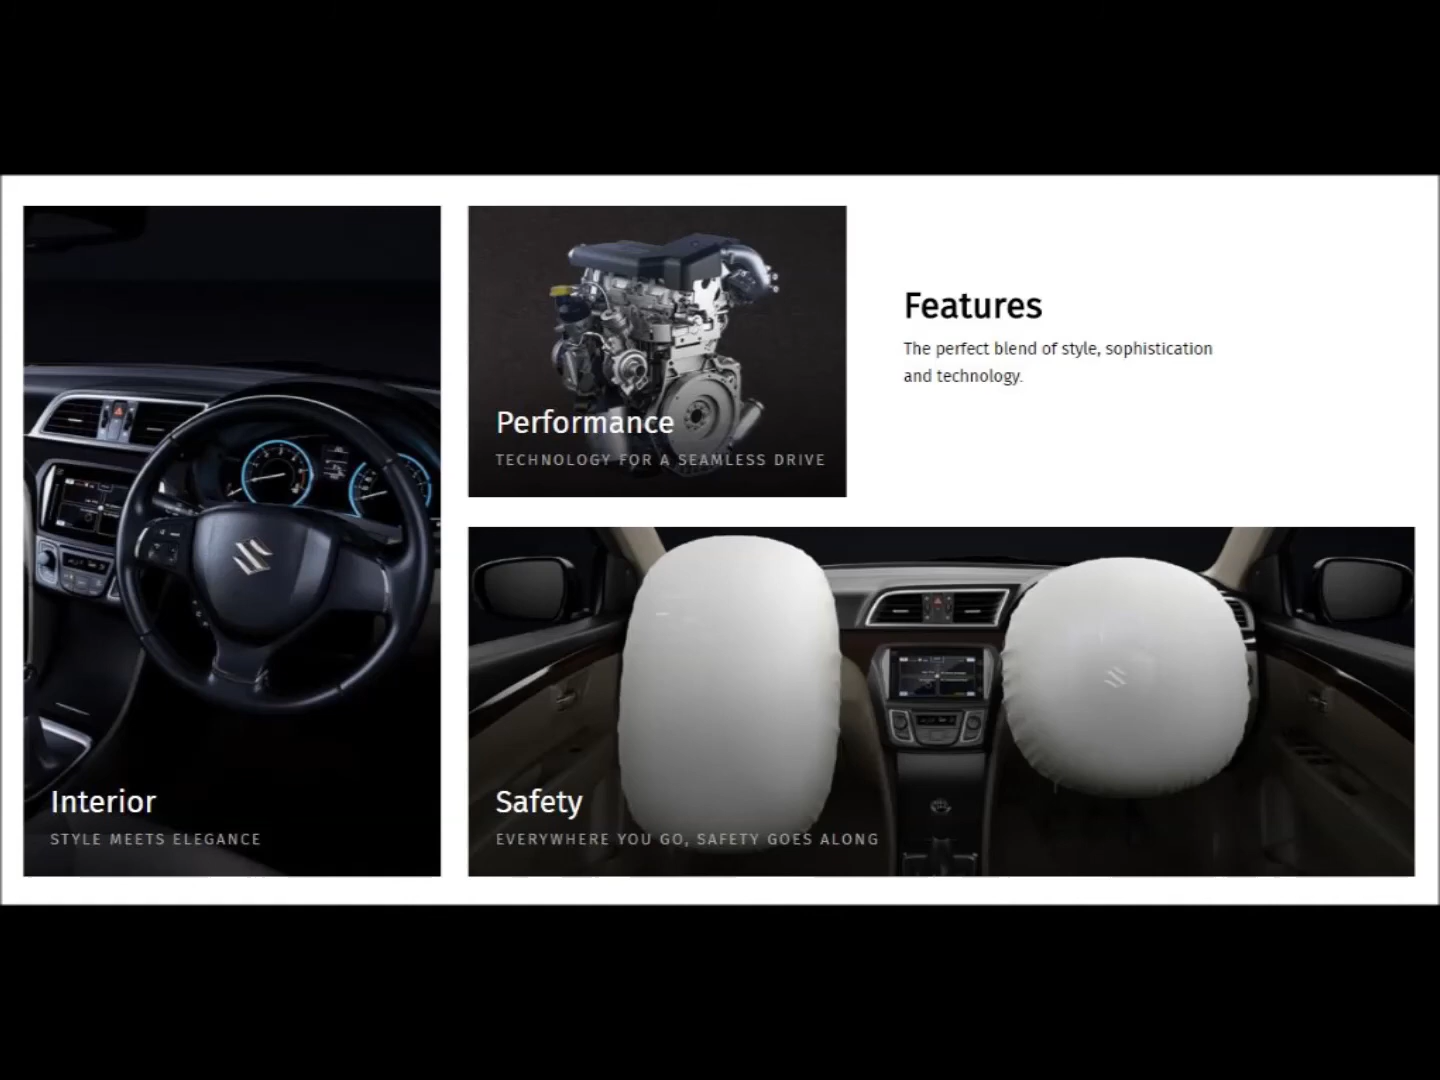 Performance
TECHNOLOGY FOR A SEAMLESS DRIVE
Features
The perfect blend of style, sophistication
and technology.
Interior
STYLE MEETS ELEGANCE
Safety
EVERYWHERE YOU GO, SAFETY GOES ALONG